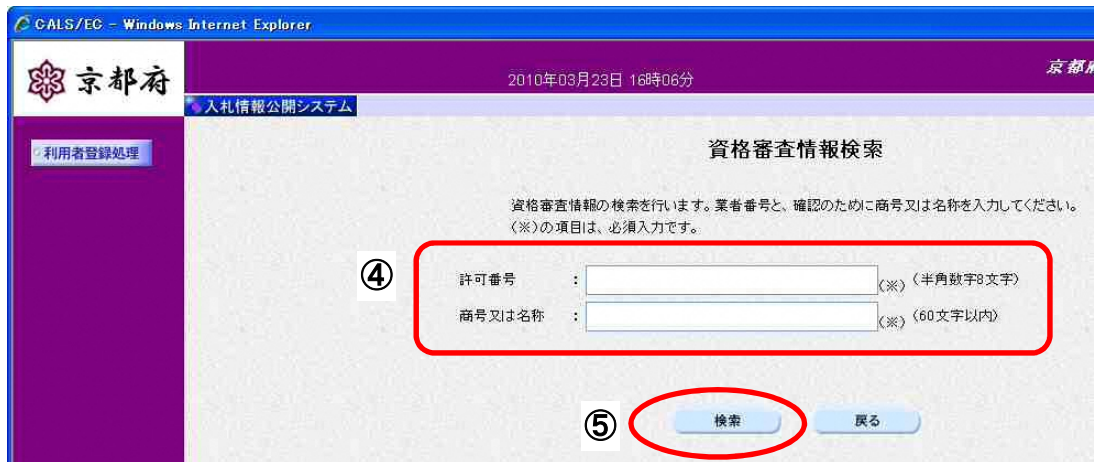 CALS/EC - Windows Internet Explorer
京都府
2010年03月23日 16時06分
京都府
入札情報公開システム
利用者登録処理
資格審査情報検索
資格審査情報の検索を行います。業者番号と、確認のために商号又は名称を入力してください。
(※)の項目は、必須入力です。
④
許可番号 : (※) (半角数字8文字)
商号又は名称 : (※) (60文字以内)
⑤
検索 戻る